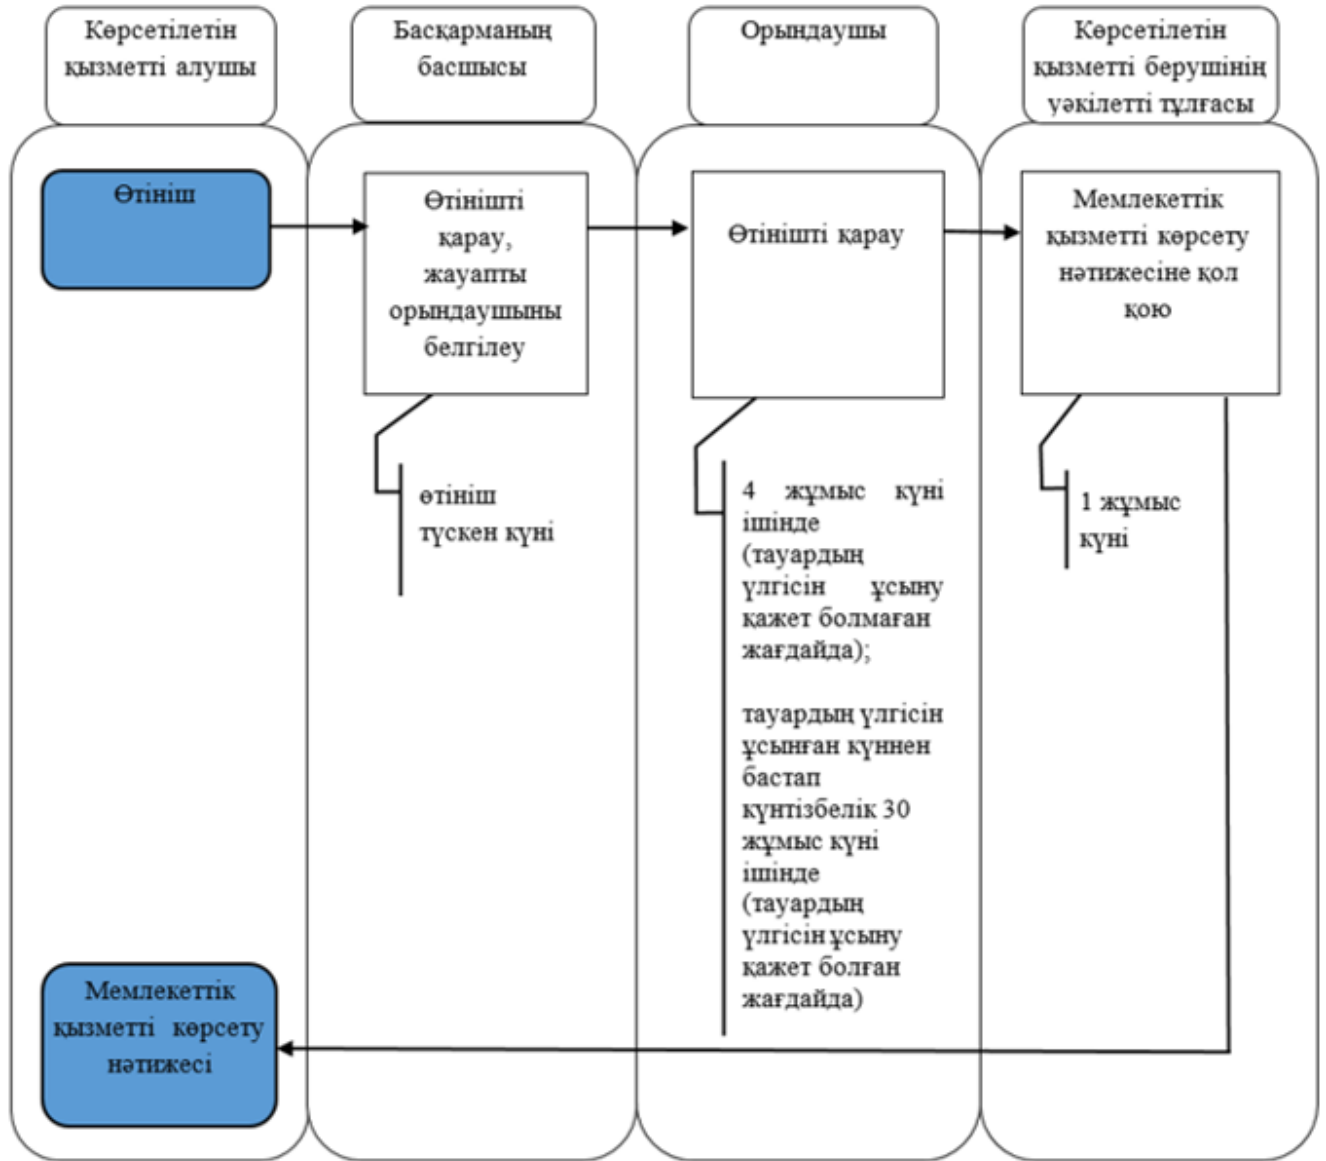 Көрсетілетін
қызметті алушы
Басқарманың
басшысы
Орындаушы
Көрсетілетін
қызметті берушінің
уәкілетті тұлғасы
Өтініш
Өтінішті
қарау,
жауапты
орындаушыны
белгілеу
Өтінішті қарау
Мемлекеттік
қызметті көрсету
нәтижесіне қол
қою
өтініш
түскен күні
4 жұмыс күні
ішінде
(тауардың
үлгісін ұсыну
қажет болмаған
жағдайда);
тауардың үлгісін
ұсынған күннен
бастап
күнтізбелік 30
жұмыс күні
ішінде
(тауардың
үлгісін ұсыну
қажет болған
жағдайда)
1 жұмыс
күні
Мемлекеттік
қызметті көрсету
нәтижесі